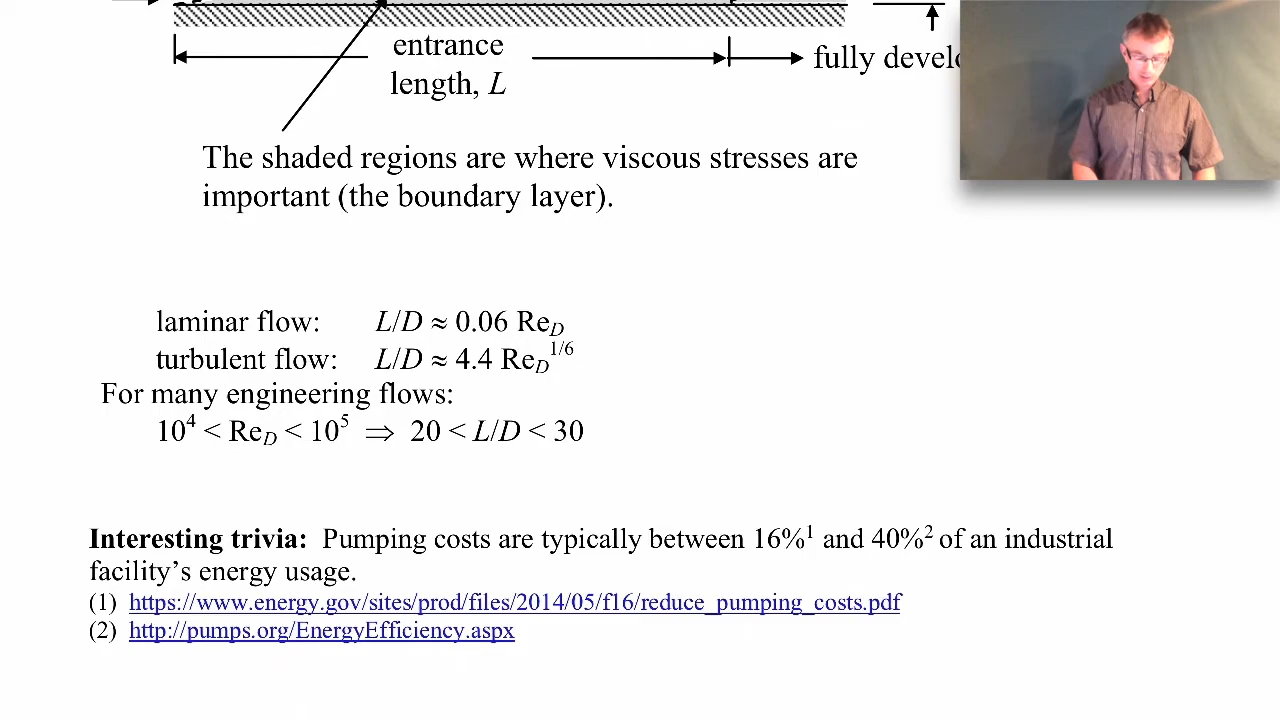 entrance
length, L
fully develo
The shaded regions are where viscous stresses are
important (the boundary layer).
laminar flow: L/D ≈ 0.06 Re_D
turbulent flow: L/D ≈ 4.4 Re_D^1/6
For many engineering flows:
10^4 < Re_D < 10^5 ⇒ 20 < L/D < 30
Interesting trivia: Pumping costs are typically between 16%^1 and 40%^2 of an industrial
facility's energy usage.
(1) https://www.energy.gov/sites/prod/files/2014/05/f16/reduce_pumping_costs.pdf
(2) http://pumps.org/EnergyEfficiency.aspx